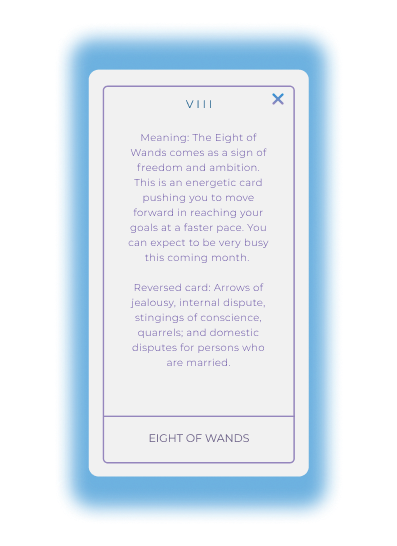 VIII
Meaning: The Eight of
Wands comes as a sign of
freedom and ambition.
This is an energetic card
pushing you to move
forward in reaching your
goals at a faster pace. You
can expect to be very busy
this coming month.
Reversed card: Arrows of
jealousy, internal dispute,
stingings of conscience,
quarrels; and domestic
disputes for persons who
are married.
EIGHT OF WANDS